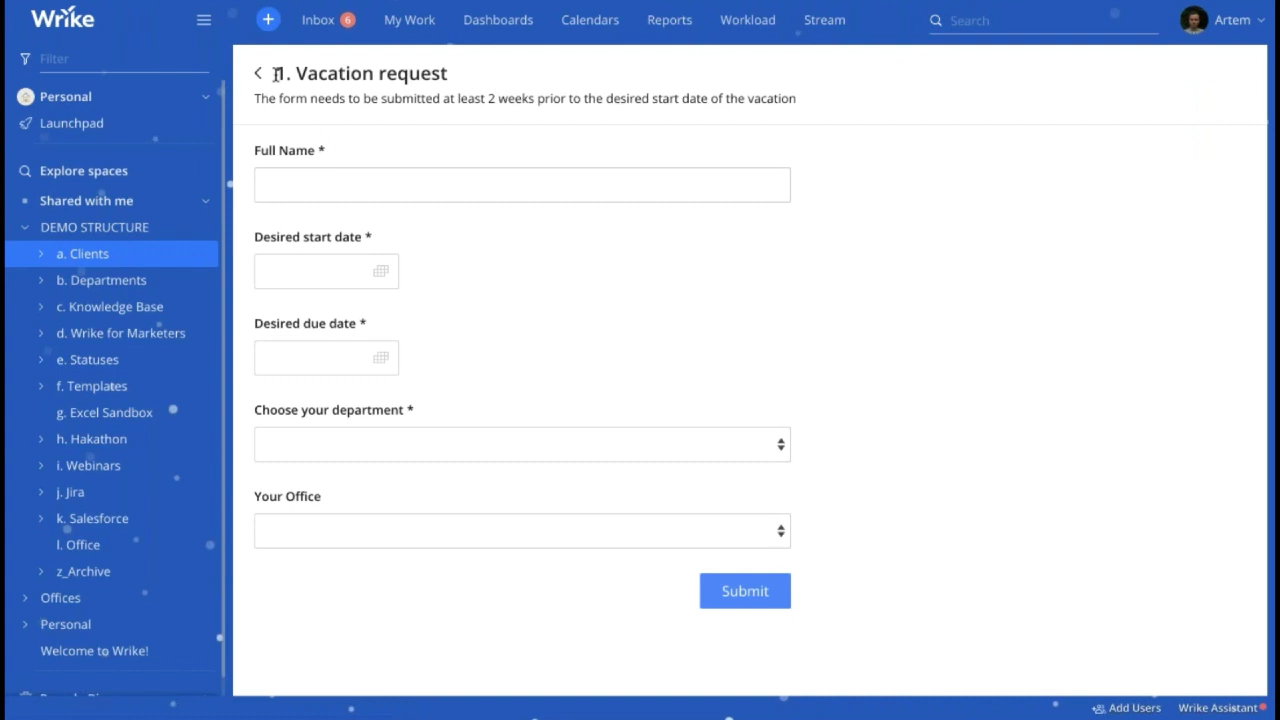 Wrike
+
Inbox 6
My Work
Dashboards
Calendars
Reports
Workload
Stream
Search
Artem
Filter
Personal
Launchpad
Explore spaces
Shared with me
DEMO STRUCTURE
a. Clients
b. Departments
c. Knowledge Base
d. Wrike for Marketers
e. Statuses
f. Templates
g. Excel Sandbox
h. Hakathon
i. Webinars
j. Jira
k. Salesforce
l. Office
z_Archive
Offices
Personal
Welcome to Wrike!
1. Vacation request
The form needs to be submitted at least 2 weeks prior to the desired start date of the vacation
Full Name *
Desired start date *
Desired due date *
Choose your department *
Your Office
Submit
Add Users
Wrike Assistant